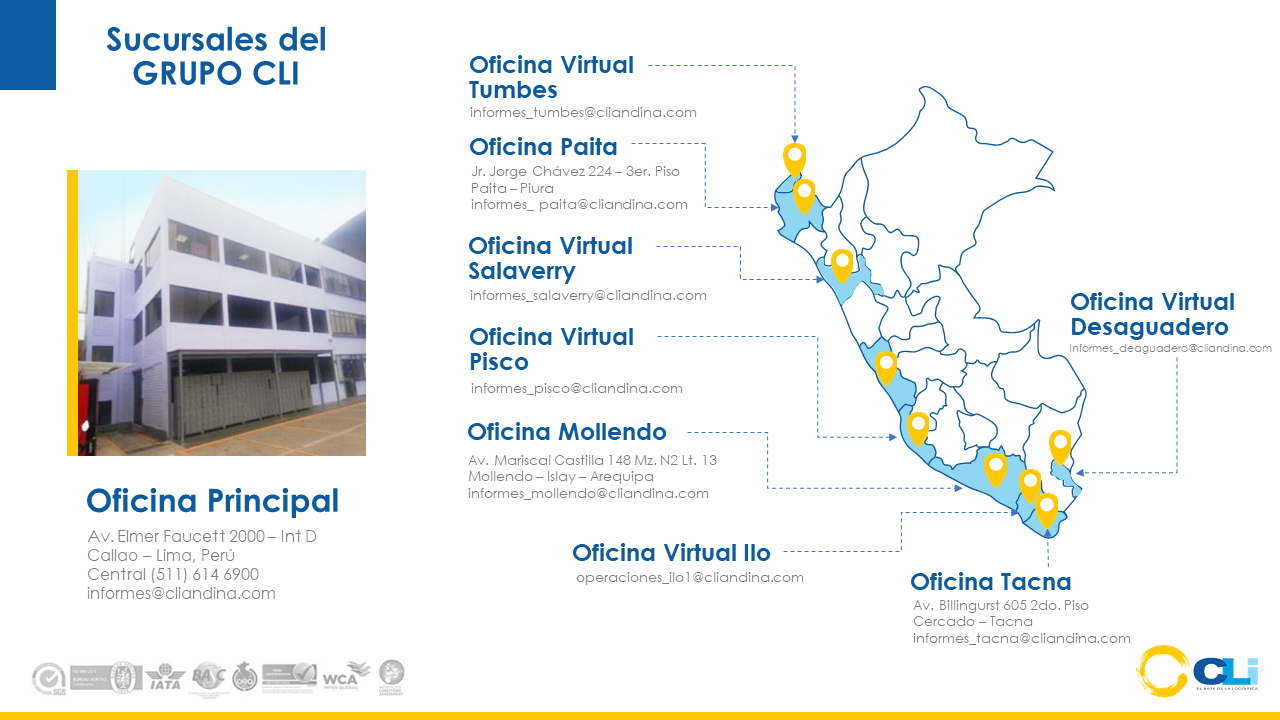 Sucursales del
GRUPO CLI
Oficina Principal
Av. Elmer Faucett 2000 – Int D
Callao – Lima, Perú
Central (511) 614 6900
informes@cliandina.com
Oficina Virtual
Tumbes
informes_tumbes@cliandina.com
Oficina Paita
Jr. Jorge Chávez 224 – 3er. Piso
Paita – Piura
informes_ paita@cliandina.com
Oficina Virtual
Salaverry
informes_salaverry@cliandina.com
Oficina Virtual
Pisco
informes_pisco@cliandina.com
Oficina Mollendo
Av. Mariscal Castilla 148 Mz. N2 Lt. 13
Mollendo – Islay – Arequipa
informes_mollendo@cliandina.com
Oficina Virtual Ilo
operaciones_ilo1@cliandina.com
Oficina Virtual
Desaguadero
Informes_deaguadero@cliandina.com
Oficina Tacna
Av. Billingurst 605 2do. Piso
Cercado – Tacna
informes_tacna@cliandina.com
SGS
IATA
BASC
WCA
INTER GLOBAL
CLi
EL ARTE DE LA LOGÍSTICA